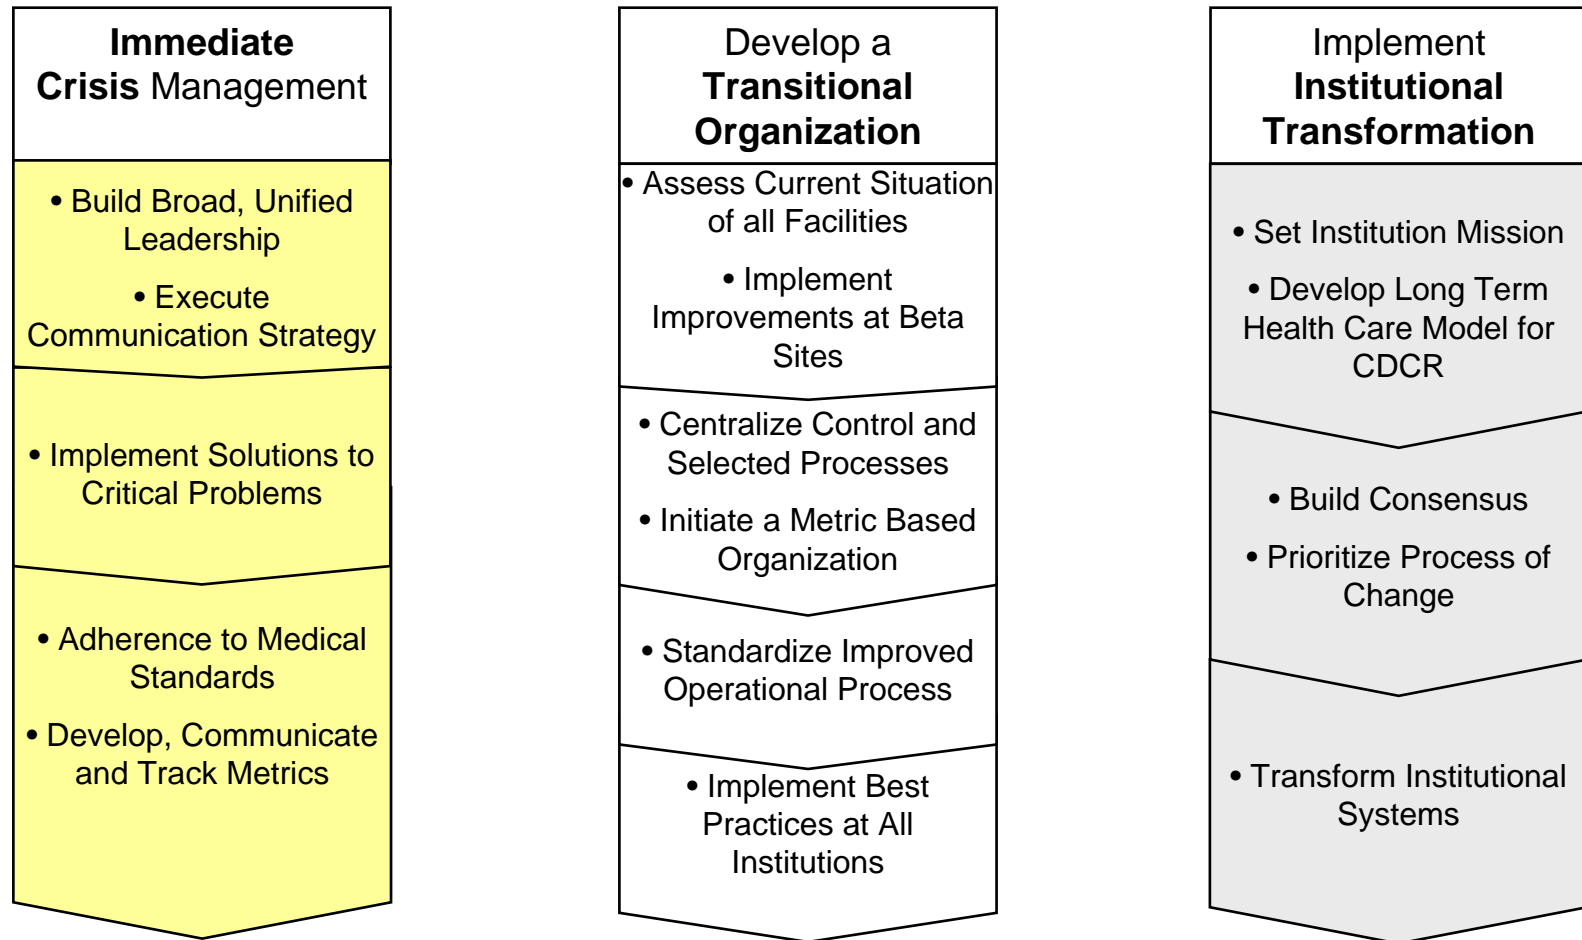 Immediate
Crisis Management
• Build Broad, Unified
Leadership
• Execute
Communication Strategy
• Implement Solutions to
Critical Problems
• Adherence to Medical
Standards
• Develop, Communicate
and Track Metrics
Develop a
Transitional
Organization
• Assess Current Situation
of all Facilities
• Implement
Improvements at Beta
Sites
• Centralize Control and
Selected Processes
• Initiate a Metric Based
Organization
• Standardize Improved
Operational Process
• Implement Best
Practices at All
Institutions
Implement
Institutional
Transformation
• Set Institution Mission
• Develop Long Term
Health Care Model for
CDCR
• Build Consensus
• Prioritize Process of
Change
• Transform Institutional
Systems